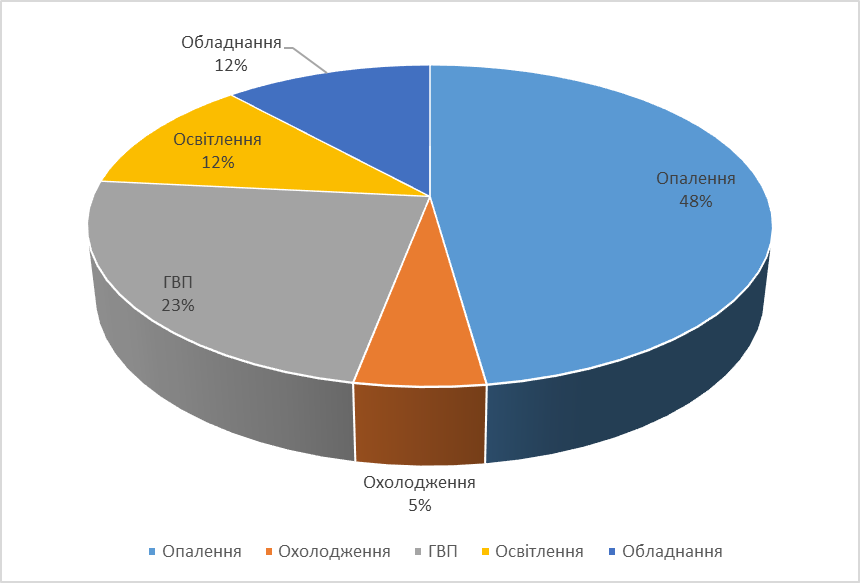 Обладнання
12%
Освітлення
12%
Опалення
48%
ГВП
23%
Охолодження
5%
Опалення Охолодження ГВП Освітлення Обладнання